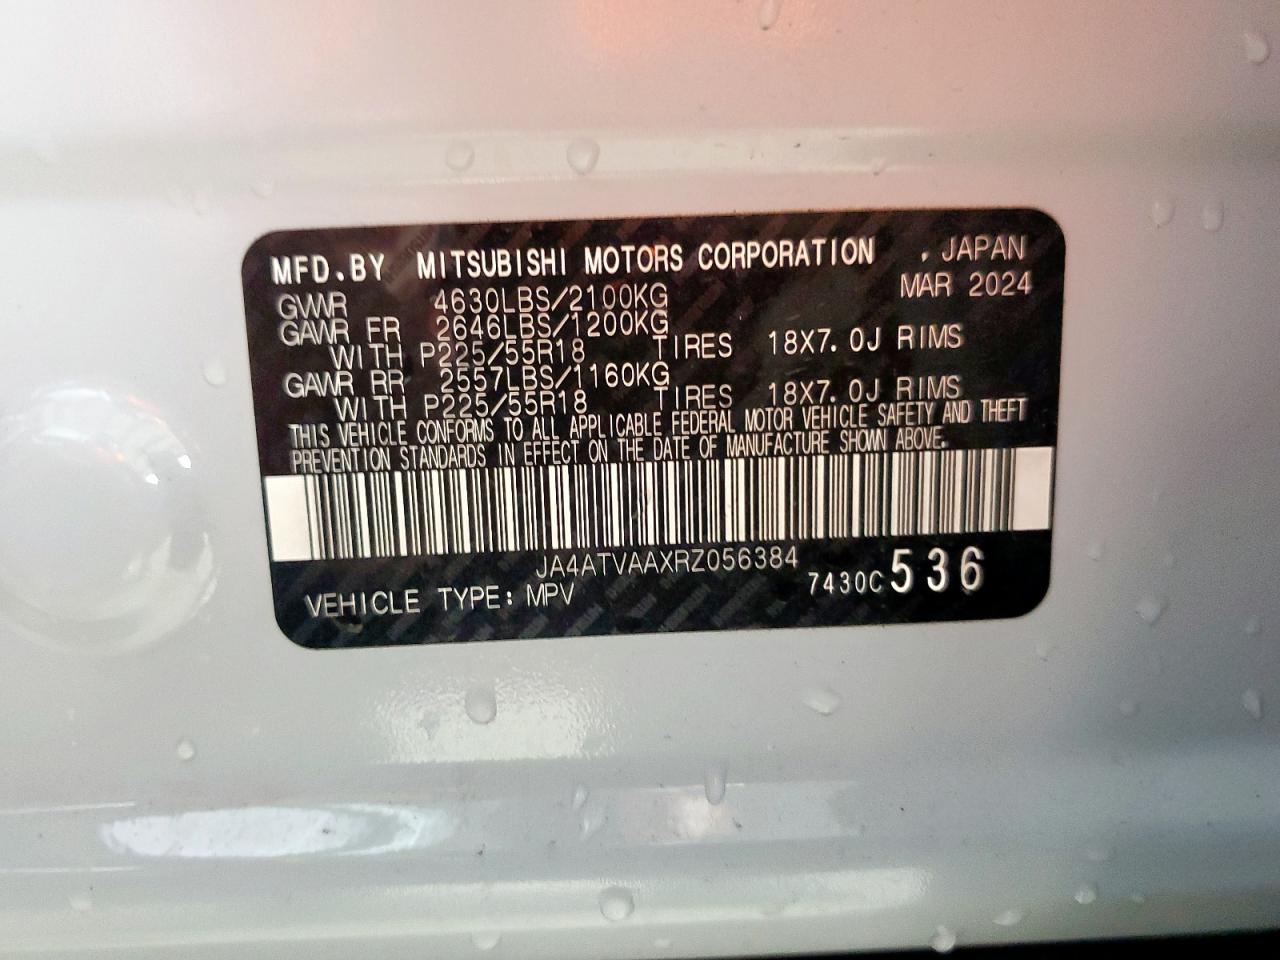 MFD.BY MITSUBISHI MOTORS CORPORATION , JAPAN
MAR 2024
GVWR 4630LBS/2100KG
GAWR FR 2646LBS/1200KG
WITH P225/55R18 TIRES 18X7.0J RIMS
GAWR RR 2557LBS/1160KG
WITH P225/55R18 TIRES 18X7.0J RIMS
THIS VEHICLE CONFORMS TO ALL APPLICABLE FEDERAL MOTOR VEHICLE SAFETY AND THEFT
PREVENTION STANDARDS IN EFFECT ON THE DATE OF MANUFACTURE SHOWN ABOVE.
JA4ATVAAXRZ056384
VEHICLE TYPE: MPV 7430C 536